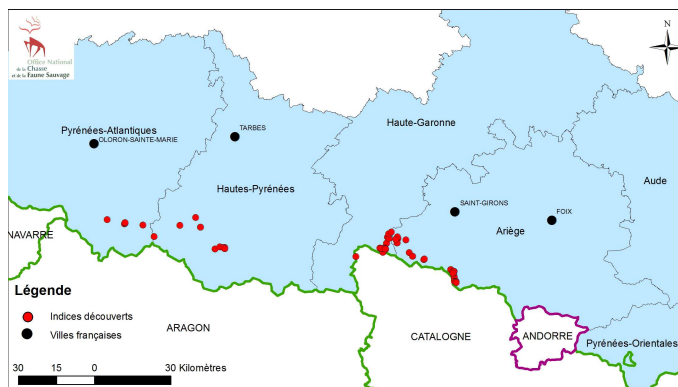 Office National
de la Chasse
et de la Faune Sauvage
N
TARBES
Pyrénées-Atlantiques
OLORON-SAINTE-MARIE
Haute-Garonne
Aude
Hautes-Pyrénées
SAINT-GIRONS
FOIX
Ariège
NAVARRE
Légende
Indices découverts
Villes françaises
ARAGON
CATALOGNE
ANDORRE
Pyrénées-Orientales
30 15 0 30 Kilomètres